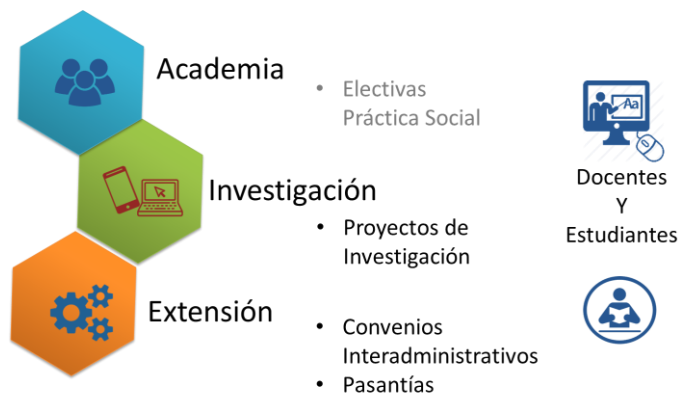 Academia
• Electivas
Práctica Social
Investigación
• Proyectos de
Investigación
Extensión
• Convenios
Interadministrativos
• Pasantías
Aa
Docentes
Y
Estudiantes